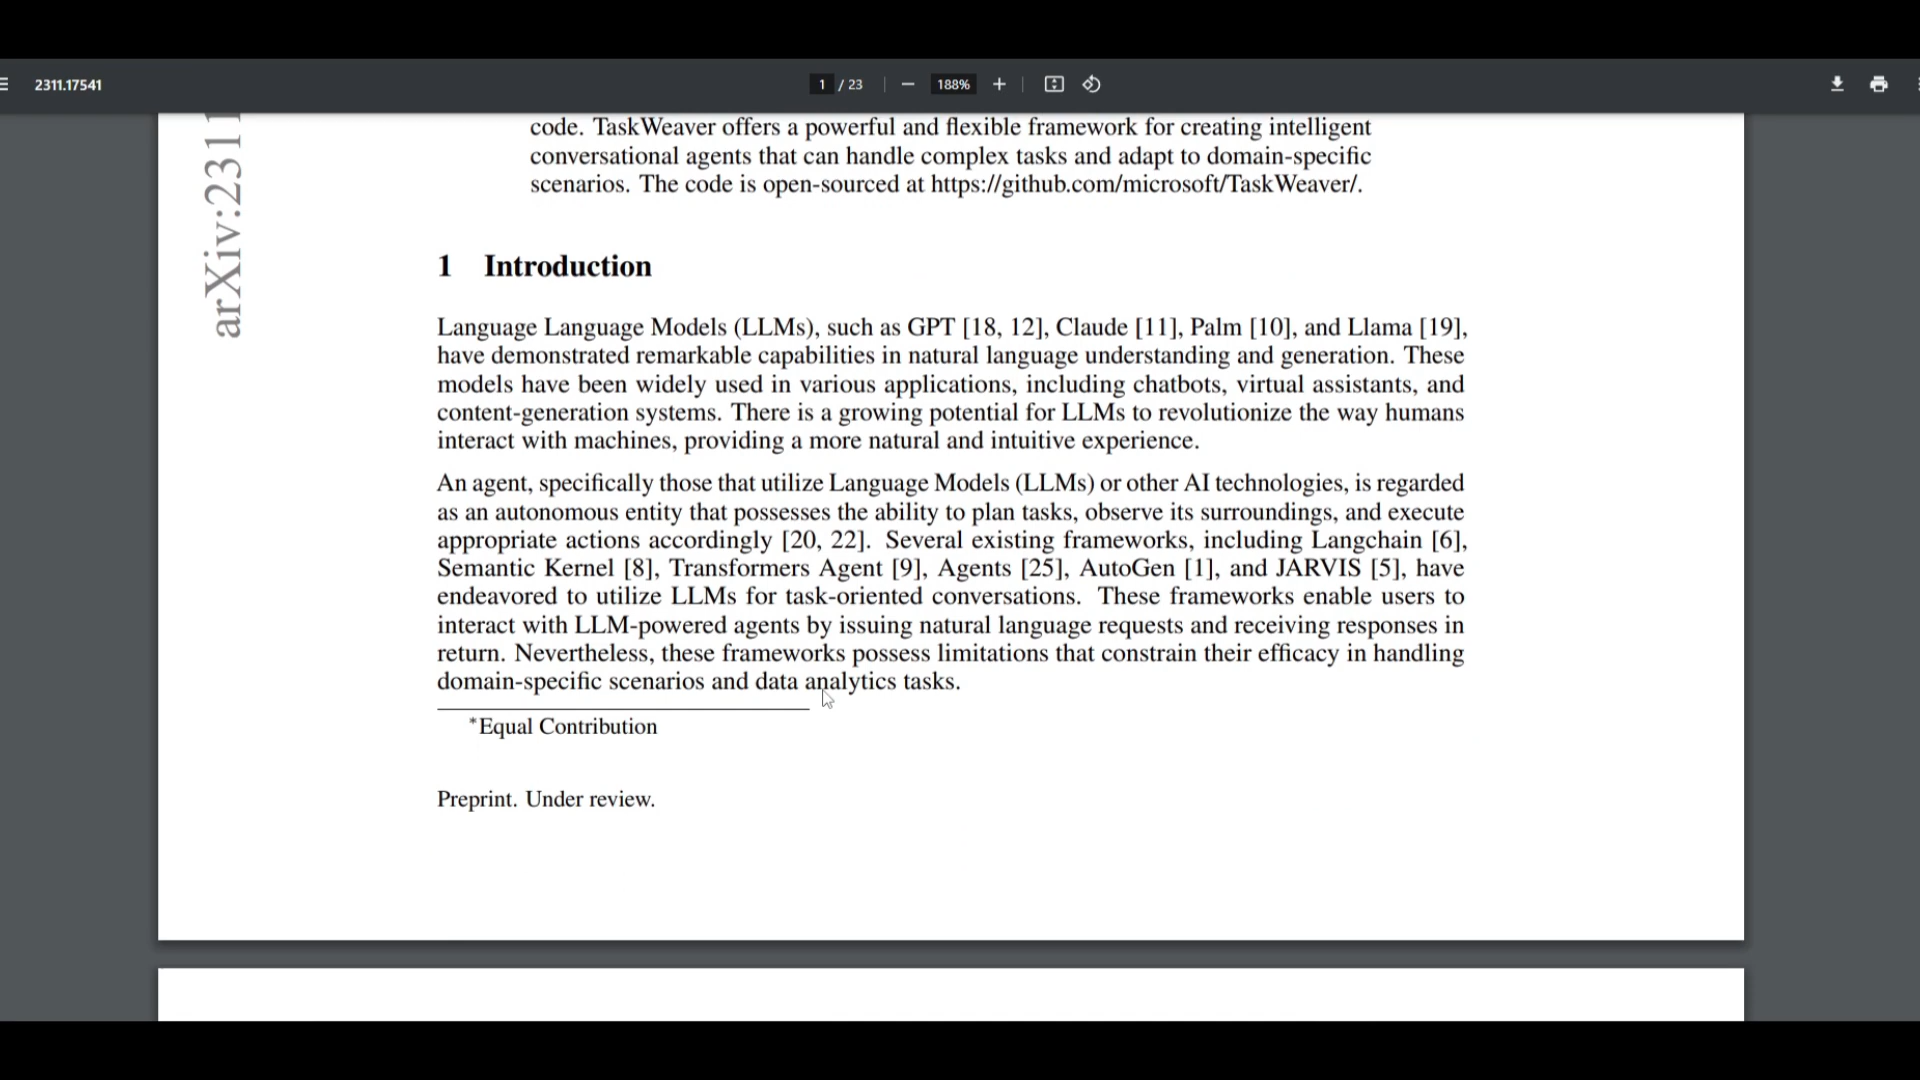 2311.17541
1 / 23
188%
arXiv:2311
code. TaskWeaver offers a powerful and flexible framework for creating intelligent
conversational agents that can handle complex tasks and adapt to domain-specific
scenarios. The code is open-sourced at https://github.com/microsoft/TaskWeaver/.
1 Introduction
Language Language Models (LLMs), such as GPT [18, 12], Claude [11], Palm [10], and Llama [19],
have demonstrated remarkable capabilities in natural language understanding and generation. These
models have been widely used in various applications, including chatbots, virtual assistants, and
content-generation systems. There is a growing potential for LLMs to revolutionize the way humans
interact with machines, providing a more natural and intuitive experience.
An agent, specifically those that utilize Language Models (LLMs) or other AI technologies, is regarded
as an autonomous entity that possesses the ability to plan tasks, observe its surroundings, and execute
appropriate actions accordingly [20, 22]. Several existing frameworks, including Langchain [6],
Semantic Kernel [8], Transformers Agent [9], Agents [25], AutoGen [1], and JARVIS [5], have
endeavored to utilize LLMs for task-oriented conversations. These frameworks enable users to
interact with LLM-powered agents by issuing natural language requests and receiving responses in
return. Nevertheless, these frameworks possess limitations that constrain their efficacy in handling
domain-specific scenarios and data analytics tasks.
*Equal Contribution
Preprint. Under review.